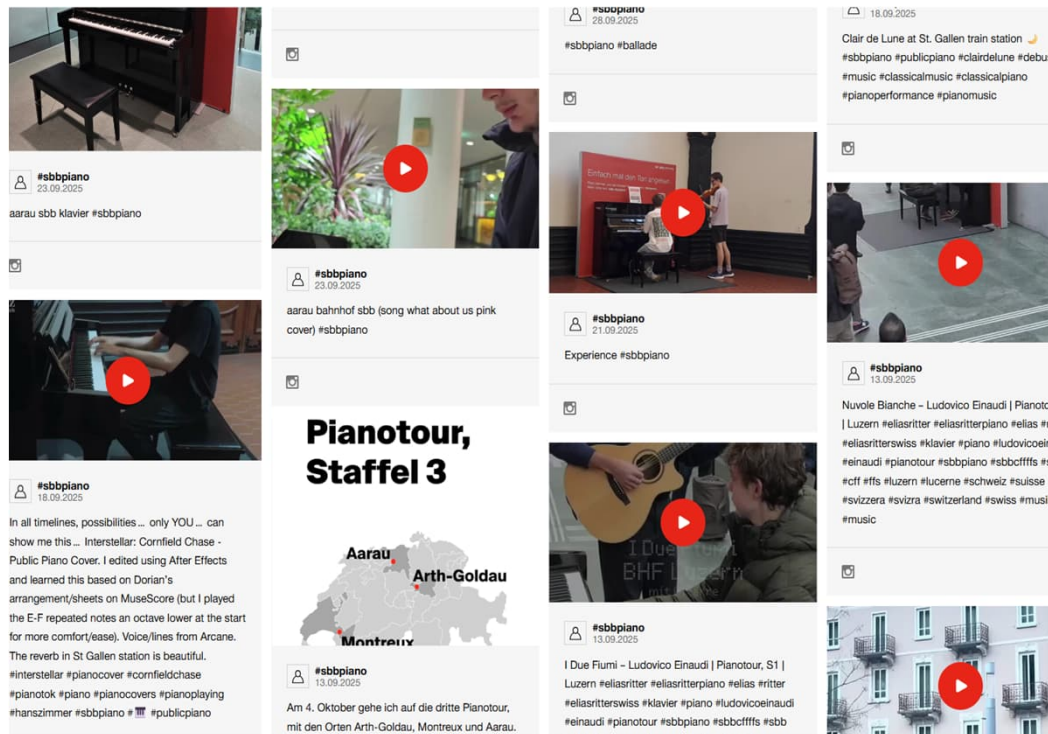 #sbbpiano
23.09.2025
aarau sbb klavier #sbbpiano
#sbbpiano
18.09.2025
In all timelines, possibilities... only YOU... can
show me this... Interstellar: Cornfield Chase -
Public Piano Cover. I edited using After Effects
and learned this based on Dorian's
arrangement/sheets on MuseScore (but I played
the E-F repeated notes an octave lower at the start
for more comfort/ease). Voice/lines from Arcane.
The reverb in St Gallen station is beautiful.
#interstellar #pianocover #cornfieldchase
#pianotok #piano #pianocovers #pianoplaying
#hanszimmer #sbbpiano #🎹 #publicpiano
#sbbpiano
23.09.2025
aarau bahnhof sbb (song what about us pink
cover) #sbbpiano
Pianotour,
Staffel 3
Aarau
Arth-Goldau
Montreux
#sbbpiano
13.09.2025
Am 4. Oktober gehe ich auf die dritte Pianotour,
mit den Orten Arth-Goldau, Montreux und Aarau.
#sbbpiano
28.09.2025
#sbbpiano #ballade
Einfach mal den Ton angeben.
#sbbpiano
21.09.2025
Experience #sbbpiano
I Due Fiumi
BHF Luzern
#sbbpiano
13.09.2025
I Due Fiumi – Ludovico Einaudi | Pianotour, S1 |
Luzern #eliasritter #eliasritterpiano #elias #ritter
#eliasritterswiss #klavier #piano #ludovicoeinaudi
#einaudi #pianotour #sbbpiano #sbbcffffs #sbb
18.09.2025
Clair de Lune at St. Gallen train station 🌙
#sbbpiano #publicpiano #clairdelune #debus
#music #classicalmusic #classicalpiano
#pianoperformance #pianomusic
#sbbpiano
13.09.2025
Nuvole Bianche – Ludovico Einaudi | Pianoto
| Luzern #eliasritter #eliasritterpiano #elias #r
#eliasritterswiss #klavier #piano #ludovicoein
#einaudi #pianotour #sbbpiano #sbbcffffs #s
#cff #ffs #luzern #lucerne #schweiz #suisse
#svizzera #svizra #switzerland #swiss #musi
#music